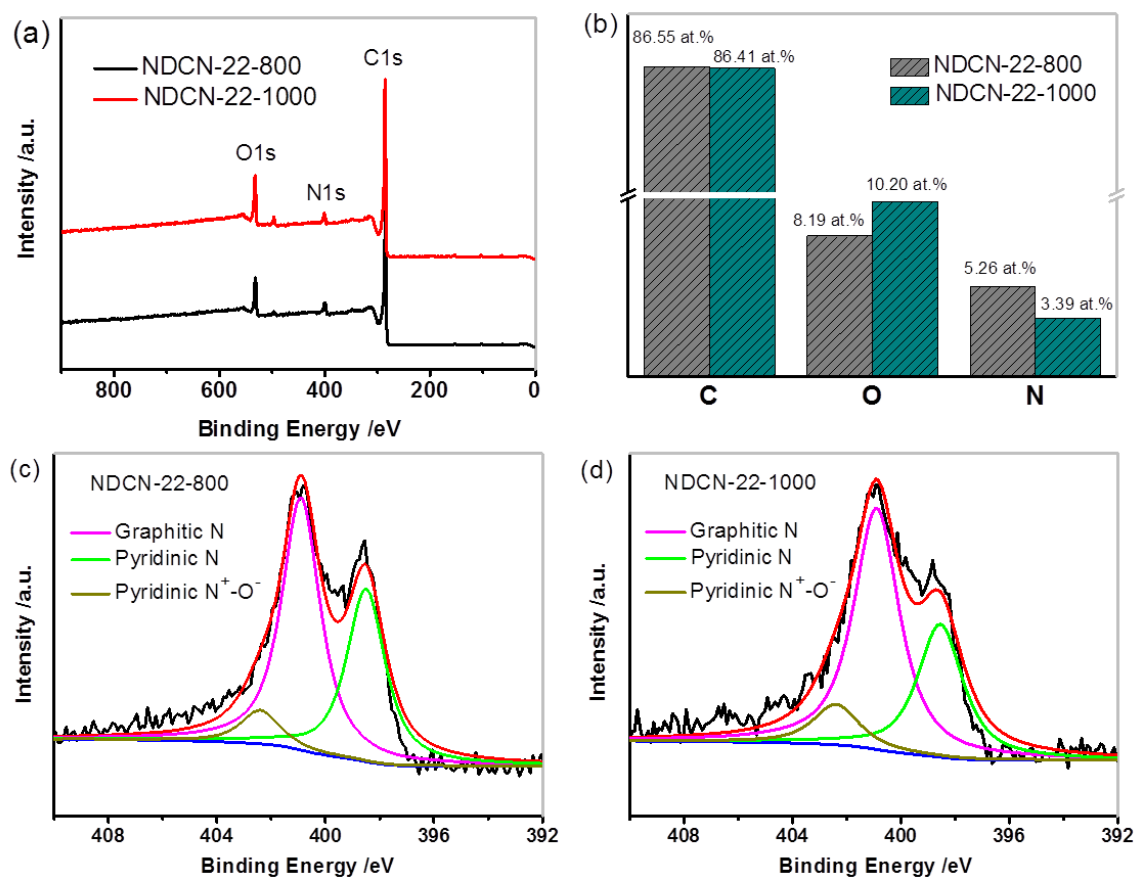 (a)
NDCN-22-800
NDCN-22-1000
C1s
O1s
N1s
Intensity /a.u.
800 600 400 200 0
Binding Energy /eV
(b)
86.55 at.% 86.41 at.%
NDCN-22-800
NDCN-22-1000
10.20 at.%
8.19 at.%
5.26 at.%
3.39 at.%
Intensity /a.u.
C O N
(c)
NDCN-22-800
Graphitic N
Pyridinic N
Pyridinic N⁺-O⁻
Intensity /a.u.
408 404 400 396 392
Binding Energy /eV
(d)
NDCN-22-1000
Graphitic N
Pyridinic N
Pyridinic N⁺-O⁻
Intensity /a.u.
408 404 400 396 392
Binding Energy /eV